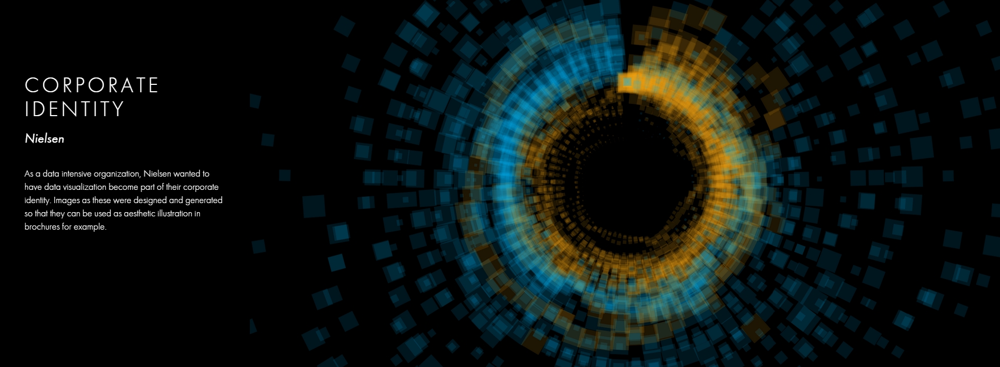 CORPORATE
IDENTITY
Nielsen
As a data intensive organization, Nielsen wanted to
have data visualization become part of their corporate
identity. Images as these were designed and generated
so that they can be used as aesthetic illustration in
brochures for example.